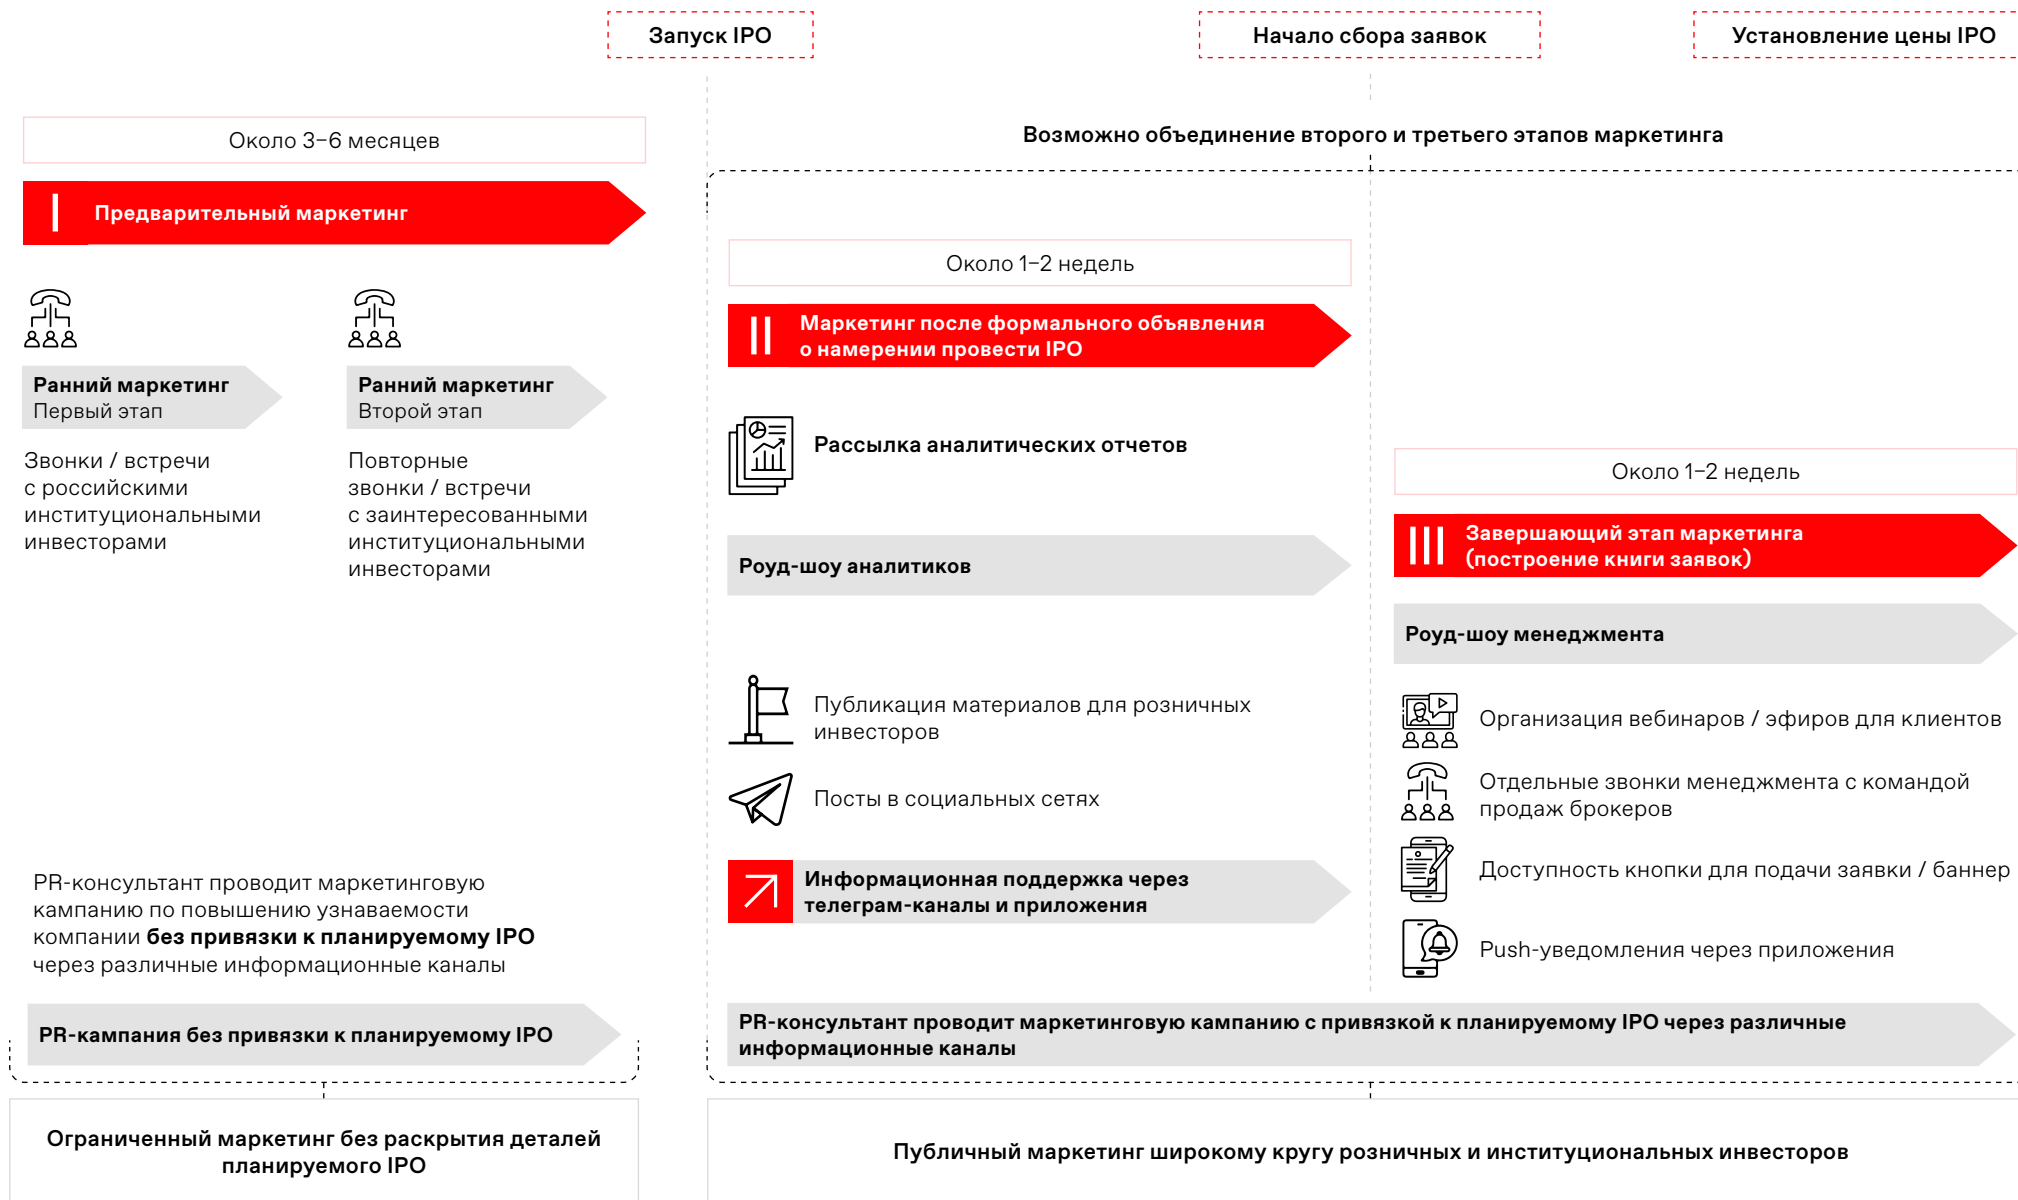 Запуск IPO
Начало сбора заявок
Установление цены IPO
Около 3–6 месяцев
Возможно объединение второго и третьего этапов маркетинга
I
Предварительный маркетинг
Ранний маркетинг
Первый этап
Звонки / встречи
с российскими
институциональными
инвесторами
Ранний маркетинг
Второй этап
Повторные
звонки / встречи
с заинтересованными
институциональными
инвесторами
PR-консультант проводит маркетинговую
кампанию по повышению узнаваемости
компании без привязки к планируемому IPO
через различные информационные каналы
PR-кампания без привязки к планируемому IPO
Ограниченный маркетинг без раскрытия деталей
планируемого IPO
Около 1–2 недель
II
Маркетинг после формального объявления
о намерении провести IPO
Рассылка аналитических отчетов
Роуд-шоу аналитиков
Публикация материалов для розничных
инвесторов
Посты в социальных сетях
Информационная поддержка через
телеграм-каналы и приложения
Около 1–2 недель
III
Завершающий этап маркетинга
(построение книги заявок)
Роуд-шоу менеджмента
Организация вебинаров / эфиров для клиентов
Отдельные звонки менеджмента с командой
продаж брокеров
Доступность кнопки для подачи заявки / баннер
Push-уведомления через приложения
PR-консультант проводит маркетинговую кампанию с привязкой к планируемому IPO через различные
информационные каналы
Публичный маркетинг широкому кругу розничных и институциональных инвесторов